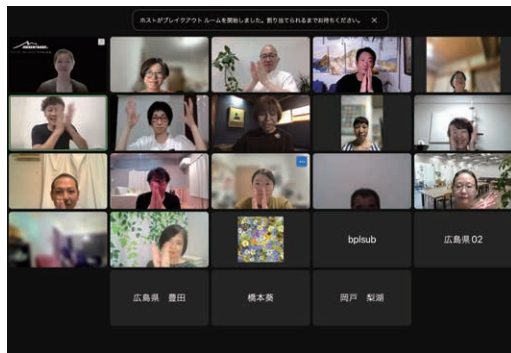 ホストがブレイクアウト ルームを開始しました。割り当てられるまでお待ちください。
bplsub
広島県 02
広島県 豊田
橋本葵
岡戸 梨湖